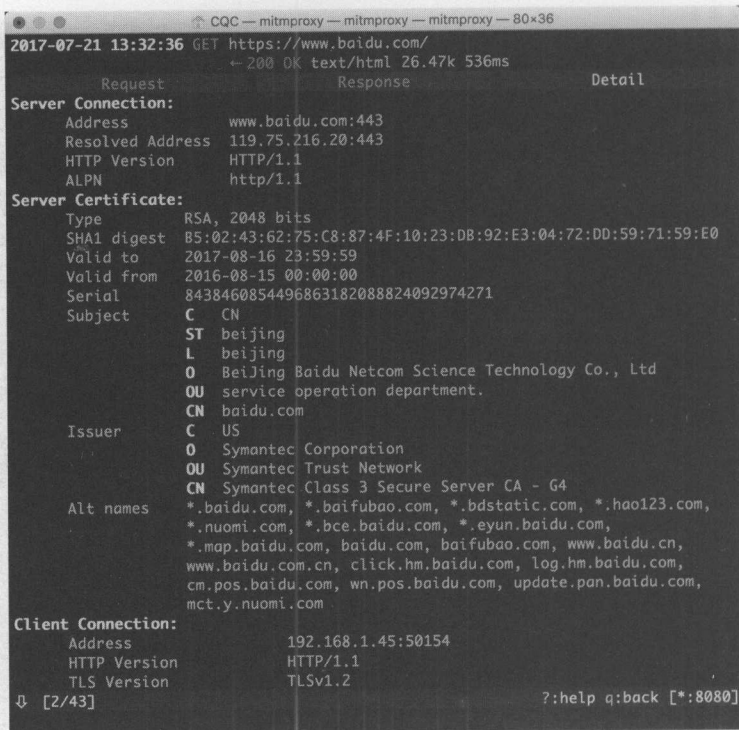 CQC — mitmproxy — mitmproxy — mitmproxy — 80×36
2017-07-21 13:32:36 GET https://www.baidu.com/
← 200 OK text/html 26.47k 536ms
Request Response Detail
Server Connection:
Address www.baidu.com:443
Resolved Address 119.75.216.20:443
HTTP Version HTTP/1.1
ALPN http/1.1
Server Certificate:
Type RSA, 2048 bits
SHA1 digest B5:02:43:62:75:C8:87:4F:10:23:DB:92:E3:04:72:DD:59:71:59:E0
Valid to 2017-08-16 23:59:59
Valid from 2016-08-15 00:00:00
Serial 84384608544968631820888240929742​71
Subject C CN
ST beijing
L beijing
O BeiJing Baidu Netcom Science Technology Co., Ltd
OU service operation department.
CN baidu.com
Issuer C US
O Symantec Corporation
OU Symantec Trust Network
CN Symantec Class 3 Secure Server CA - G4
Alt names *.baidu.com, *.baifubao.com, *.bdstatic.com, *.hao123.com,
*.nuomi.com, *.bce.baidu.com, *.eyun.baidu.com,
*.map.baidu.com, baidu.com, baifubao.com, www.baidu.cn,
www.baidu.com.cn, click.hm.baidu.com, log.hm.baidu.com,
cm.pos.baidu.com, wn.pos.baidu.com, update.pan.baidu.com,
mct.y.nuomi.com
Client Connection:
Address 192.168.1.45:50154
HTTP Version HTTP/1.1
TLS Version TLSv1.2
⇩ [2/43] ?:help q:back [*:8080]